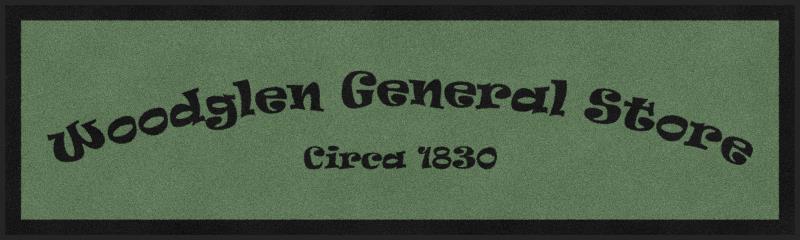 Woodglen General Store
Circa 1830